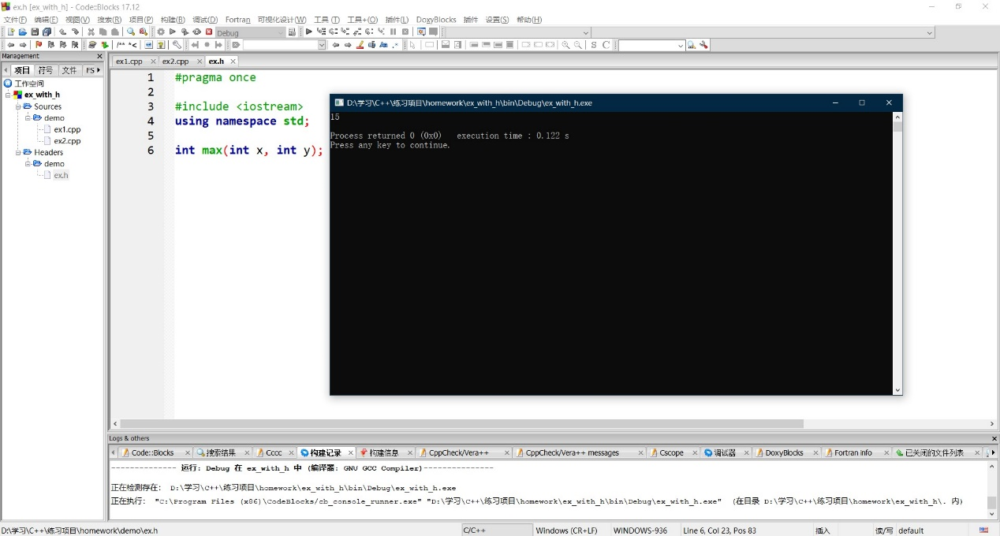 ex.h [ex_with_h] - Code::Blocks 17.12
文件(F) 编辑(E) 视图(V) 搜索(R) 项目(P) 构建(B) 调试(D) Fortran 可视化设计(W) 工具 (T) 工具+(O) 插件(L) DoxyBlocks 插件 设置(S) 帮助(H)
Debug
/** *< S C
Management
项目 符号 文件 FS
ex1.cpp ex2.cpp ex.h
工作空间
ex_with_h
Sources
demo
ex1.cpp
ex2.cpp
Headers
demo
ex.h
1 #pragma once
2
3 #include <iostream>
4 using namespace std;
5
6 int max(int x, int y);
D:\学习\C++\练习项目\homework\ex_with_h\bin\Debug\ex_with_h.exe
15
Process returned 0 (0x0)   execution time : 0.122 s
Press any key to continue.
Logs & others
Code::Blocks 搜索结果 Cccc 构建记录 构建信息 CppCheck/Vera++ CppCheck/Vera++ messages Cscope 调试器 DoxyBlocks Fortran info 已关闭的文件列表
-------------- 运行: Debug 在 ex_with_h 中 (编译器: GNU GCC Compiler)---------------
正在检测存在: D:\学习\C++\练习项目\homework\ex_with_h\bin\Debug\ex_with_h.exe
正在执行: "C:\Program Files (x86)\CodeBlocks/cb_console_runner.exe" "D:\学习\C++\练习项目\homework\ex_with_h\bin\Debug\ex_with_h.exe" (在目录 D:\学习\C++\练习项目\homework\ex_with_h\. 内)
D:\学习\C++\练习项目\homework\demo\ex.h C/C++ Windows (CR+LF) WINDOWS-936 Line 6, Col 23, Pos 83 插入 读/写 default